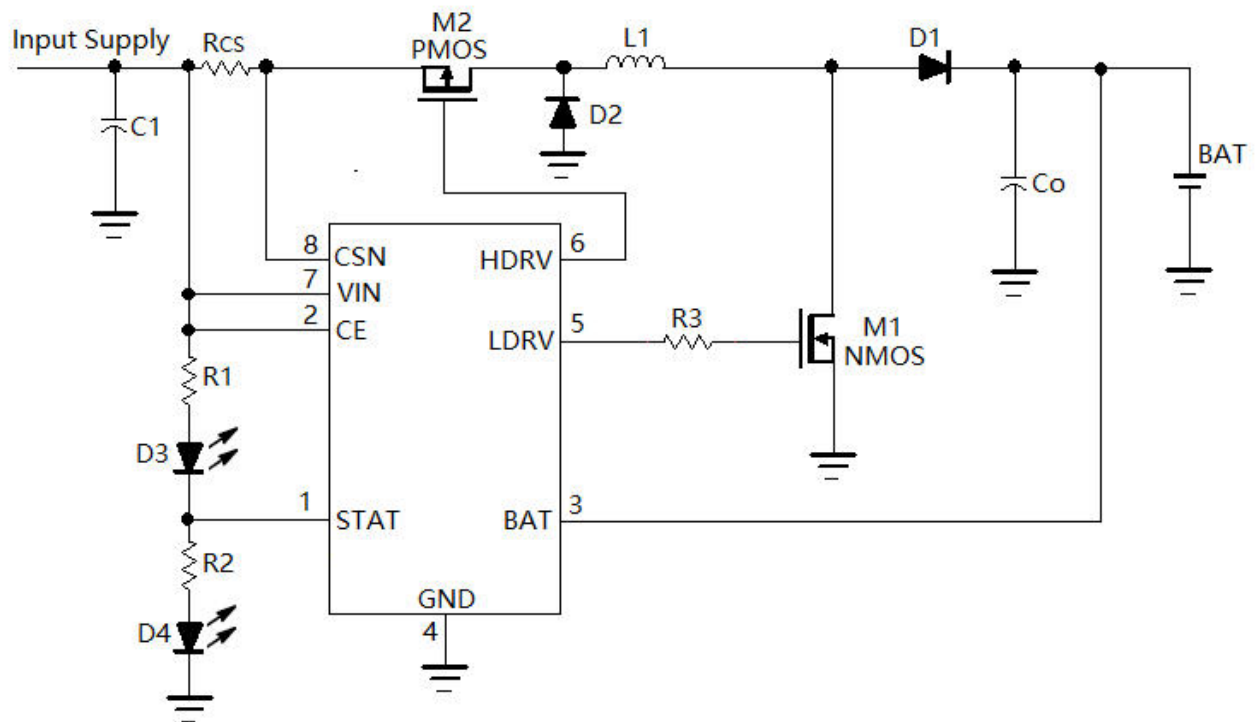 Input Supply
RCS
M2
PMOS
L1
D1
C1
D2
Co
BAT
8
CSN
HDRV
6
7
VIN
2
CE
LDRV
5
R3
M1
NMOS
R1
D3
1
STAT
BAT
3
R2
GND
4
D4